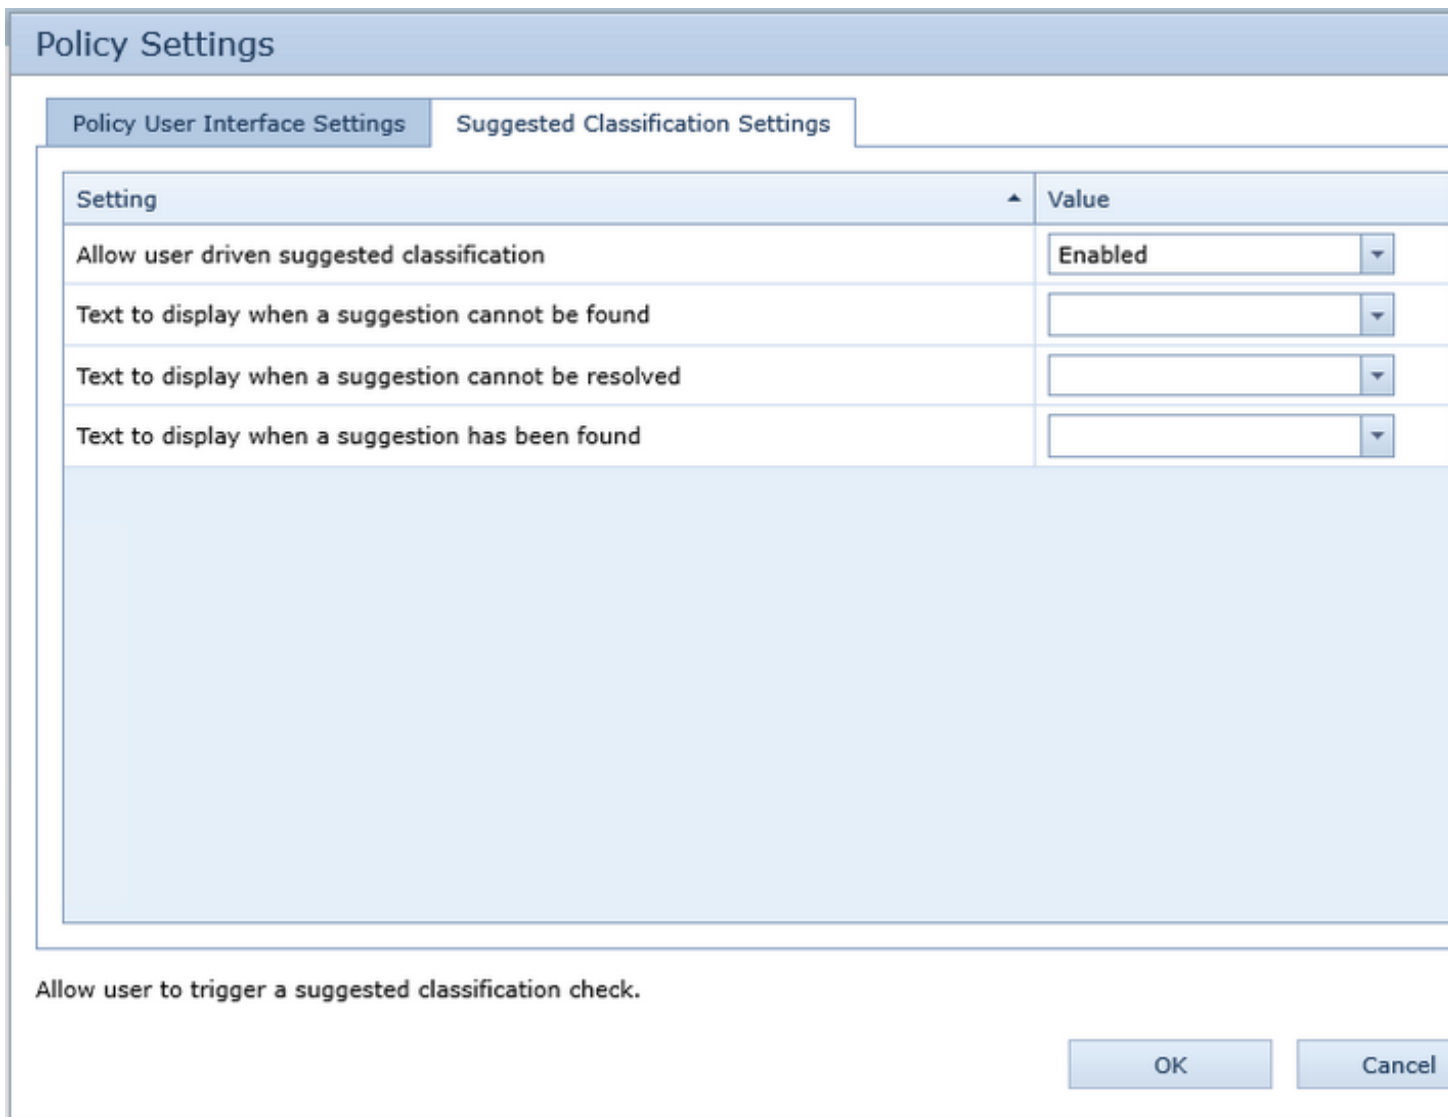 Policy Settings
Policy User Interface Settings Suggested Classification Settings
Setting Value
Allow user driven suggested classification Enabled
Text to display when a suggestion cannot be found
Text to display when a suggestion cannot be resolved
Text to display when a suggestion has been found
Allow user to trigger a suggested classification check.
OK Cancel